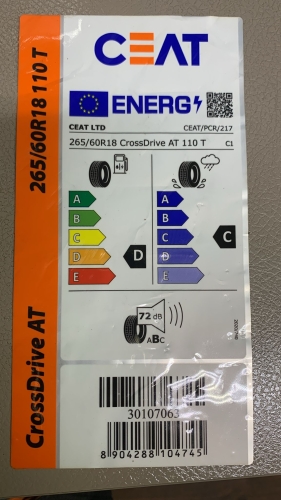 CEAT
265/60R18 110 T
CrossDrive AT
ENERG
CEAT LTD CEAT/PCR/217
265/60R18 CrossDrive AT 110 T C1
A A
B B
C C C
D D D
E E
72 dB
ABC
30107063
8 904288 104745